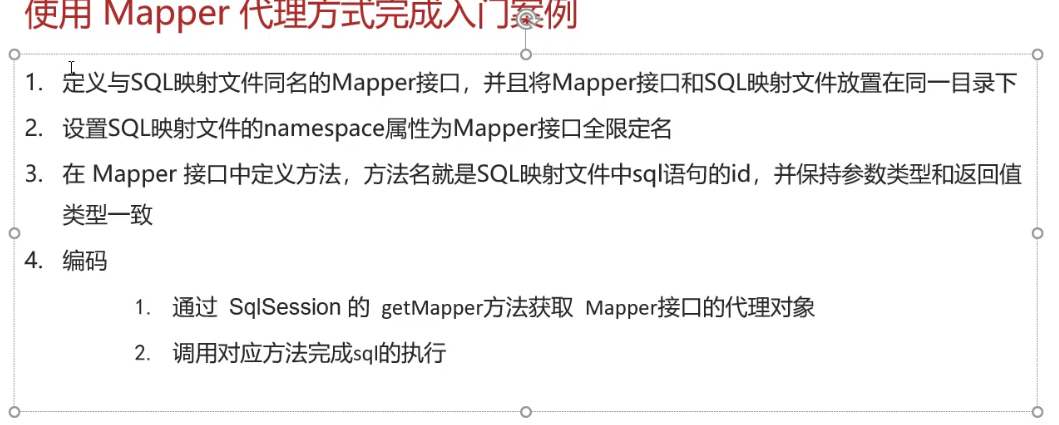 使用 Mapper 代理方式完成入门案例
1. 定义与SQL映射文件同名的Mapper接口，并且将Mapper接口和SQL映射文件放置在同一目录下
2. 设置SQL映射文件的namespace属性为Mapper接口全限定名
3. 在 Mapper 接口中定义方法，方法名就是SQL映射文件中sql语句的id，并保持参数类型和返回值
类型一致
4. 编码
1. 通过 SqlSession 的 getMapper方法获取 Mapper接口的代理对象
2. 调用对应方法完成sql的执行